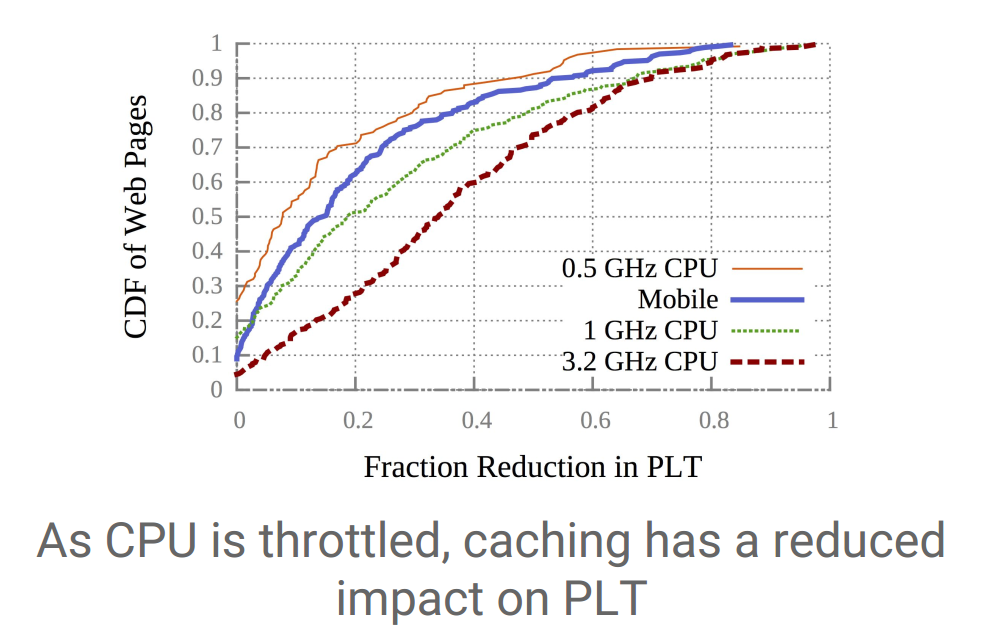 1
0.9
0.8
0.7
0.6
0.5
0.4
0.3
0.2
0.1
0
CDF of Web Pages
0.5 GHz CPU
Mobile
1 GHz CPU
3.2 GHz CPU
0 0.2 0.4 0.6 0.8 1
Fraction Reduction in PLT
As CPU is throttled, caching has a reduced
impact on PLT